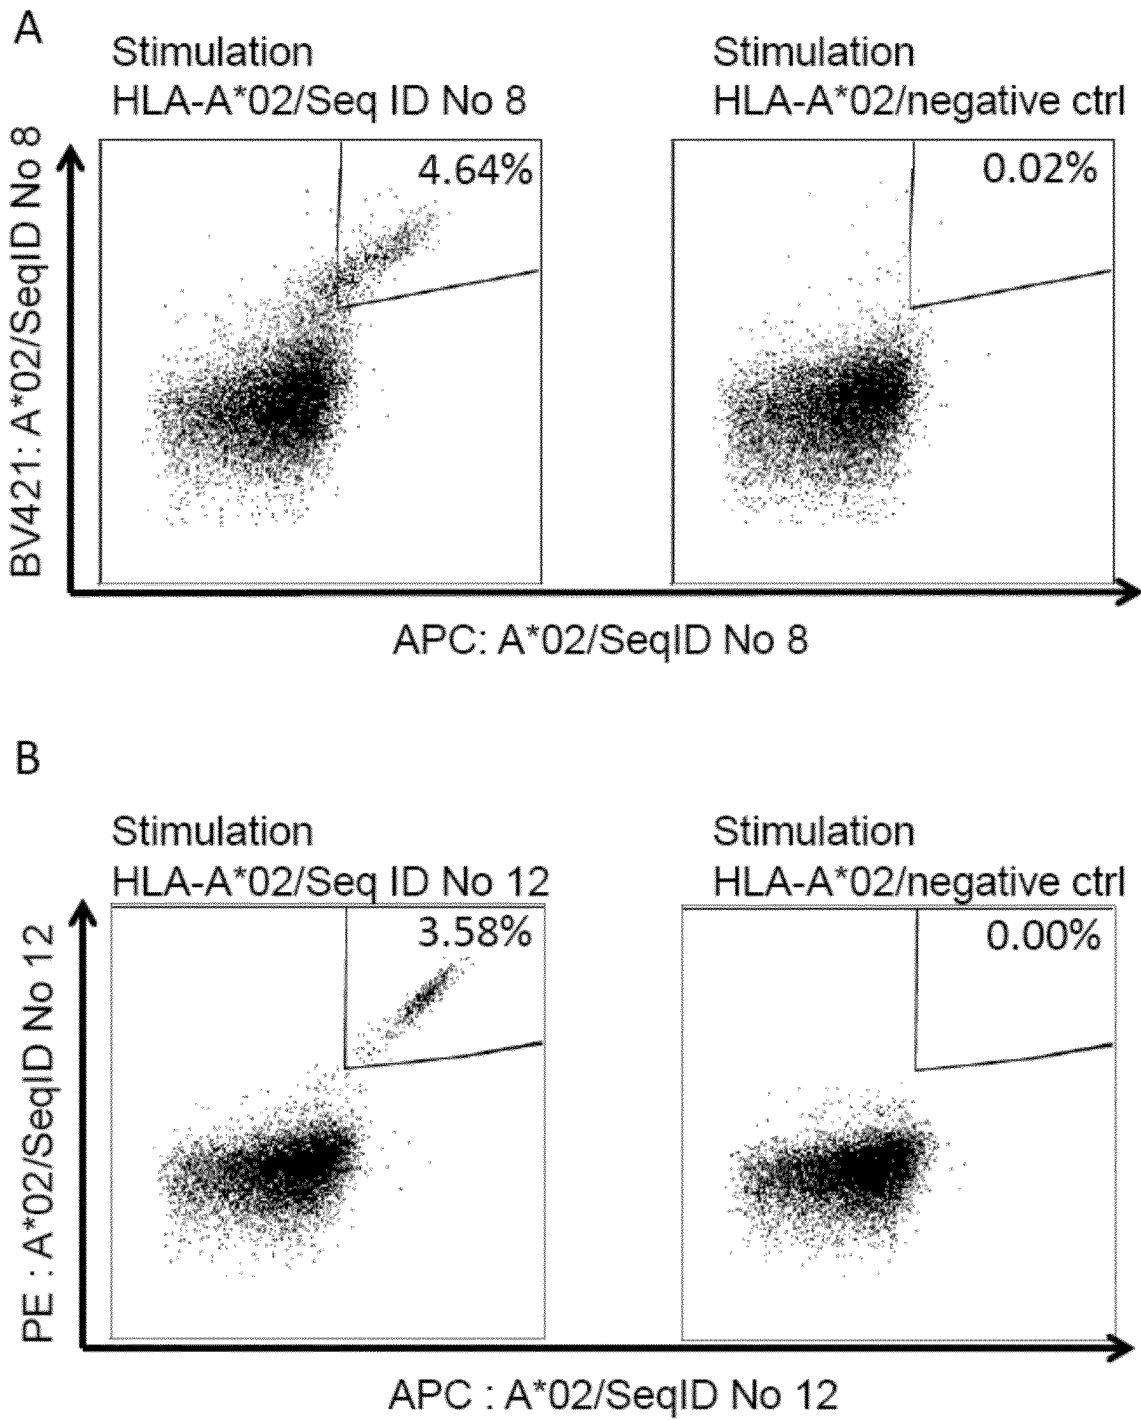 A
Stimulation
HLA-A*02/Seq ID No 8
Stimulation
HLA-A*02/negative ctrl
BV421: A*02/SeqID No 8
4.64%
0.02%
APC: A*02/SeqID No 8
B
Stimulation
HLA-A*02/Seq ID No 12
Stimulation
HLA-A*02/negative ctrl
PE : A*02/SeqID No 12
3.58%
0.00%
APC : A*02/SeqID No 12